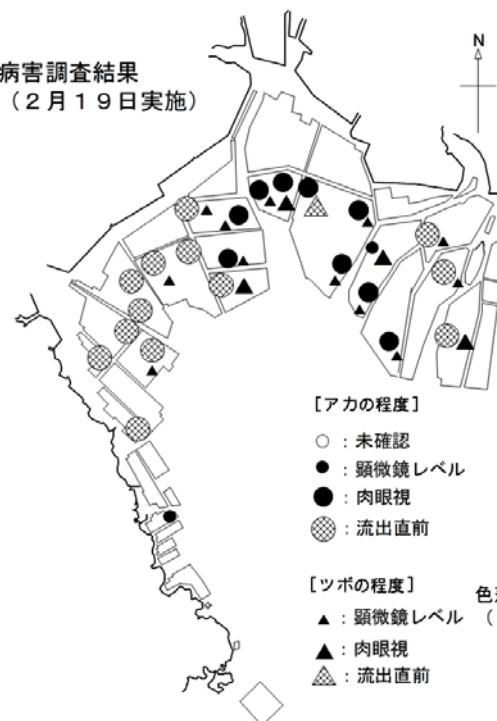 病害調査結果
（２月１９日実施）
N
［アカの程度］
○ : 未確認
● : 顕微鏡レベル
● : 肉眼視
: 流出直前
［ツボの程度］
▲ : 顕微鏡レベル
▲ : 肉眼視
: 流出直前
色
（